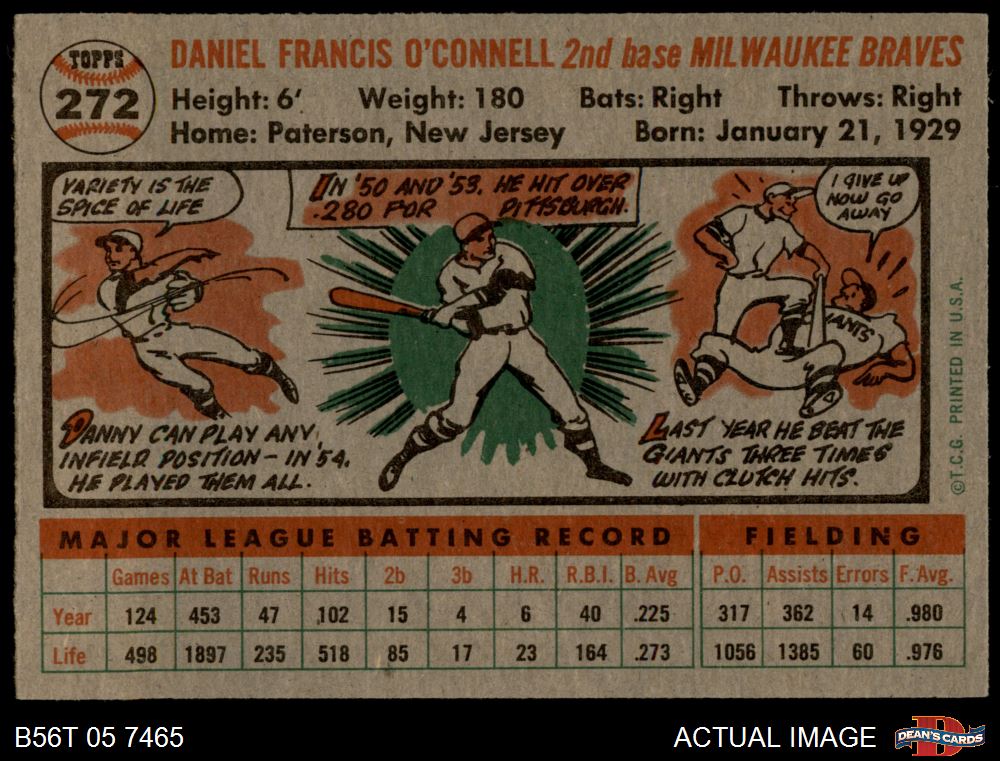 TOPPS
272
DANIEL FRANCIS O'CONNELL 2nd base MILWAUKEE BRAVES
Height: 6' Weight: 180 Bats: Right Throws: Right
Home: Paterson, New Jersey Born: January 21, 1929
VARIETY IS THE
SPICE OF LIFE
DANNY CAN PLAY ANY
INFIELD POSITION - IN '54,
HE PLAYED THEM ALL.
IN '50 AND '53, HE HIT OVER
.280 FOR PITTSBURGH.
I GIVE UP
NOW GO
AWAY
IANTS
LAST YEAR HE BEAT THE
GIANTS THREE TIMES
WITH CLUTCH HITS.
©T.C.G. PRINTED IN U.S.A.
MAJOR LEAGUE BATTING RECORD FIELDING
Games At Bat Runs Hits 2b 3b H.R. R.B.I. B. Avg P.O. Assists Errors F. Avg.
Year 124 453 47 102 15 4 6 40 .225 317 362 14 .980
Life 498 1897 235 518 85 17 23 164 .273 1056 1385 60 .976
B56T 05 7465 ACTUAL IMAGE DEAN'S CARDS